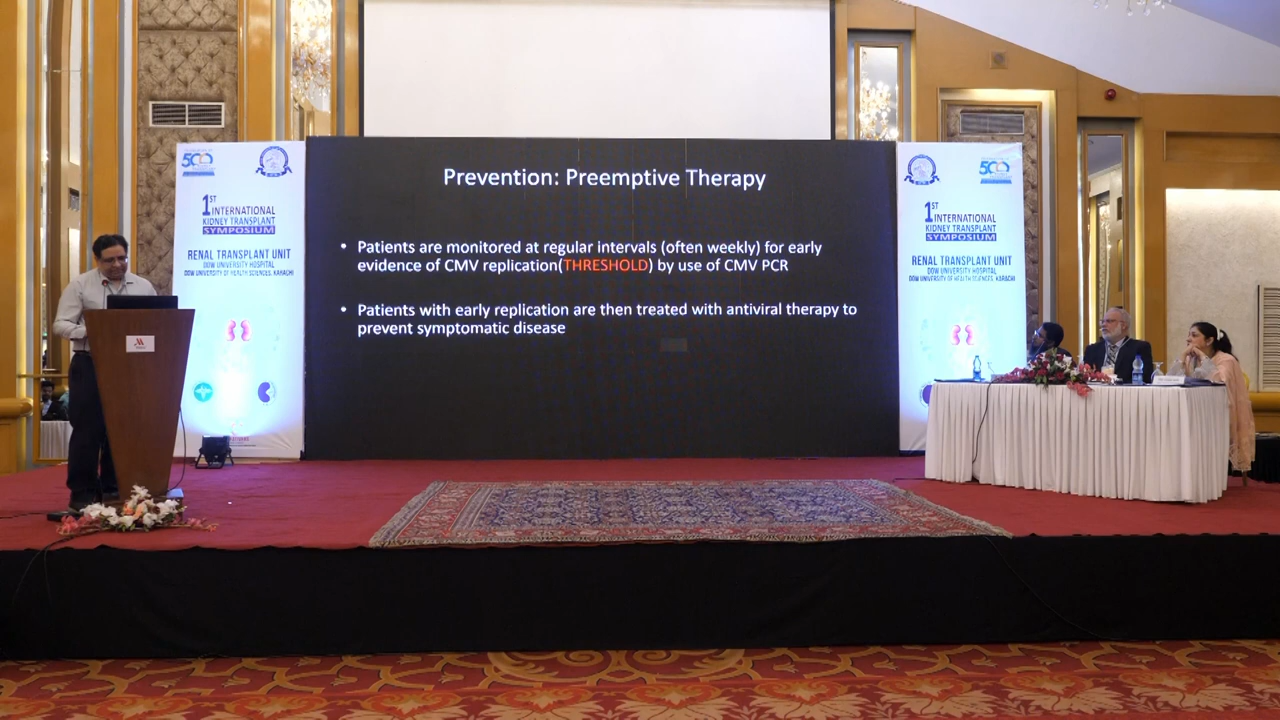 Prevention: Preemptive Therapy
• Patients are monitored at regular intervals (often weekly) for early
evidence of CMV replication(THRESHOLD) by use of CMV PCR
• Patients with early replication are then treated with antiviral therapy to
prevent symptomatic disease
500
1ST
INTERNATIONAL
KIDNEY TRANSPLANT
SYMPOSIUM
RENAL TRANSPLANT UNIT
DOW UNIVERSITY HOSPITAL
DOW UNIVERSITY OF HEALTH SCIENCES, KARACHI
500
1ST
INTERNATIONAL
KIDNEY TRANSPLANT
SYMPOSIUM
RENAL TRANSPLANT UNIT
DOW UNIVERSITY HOSPITAL
DOW UNIVERSITY OF HEALTH SCIENCES, KARACHI